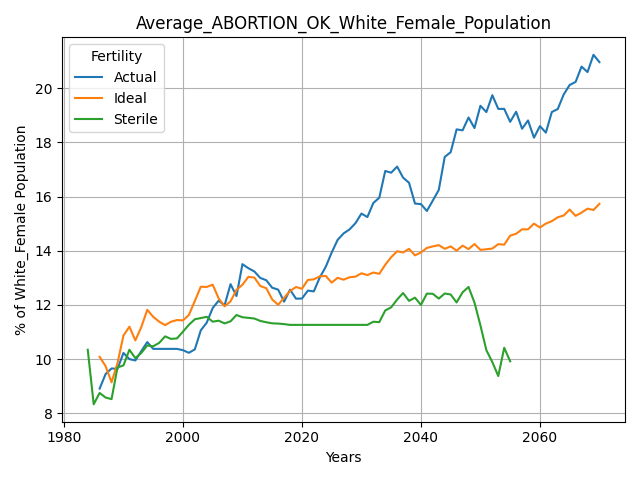 Average_ABORTION_OK_White_Female_Population
Fertility
Actual
Ideal
Sterile
% of White_Female Population
20
18
16
14
12
10
8
1980
2000
2020
2040
2060
Years